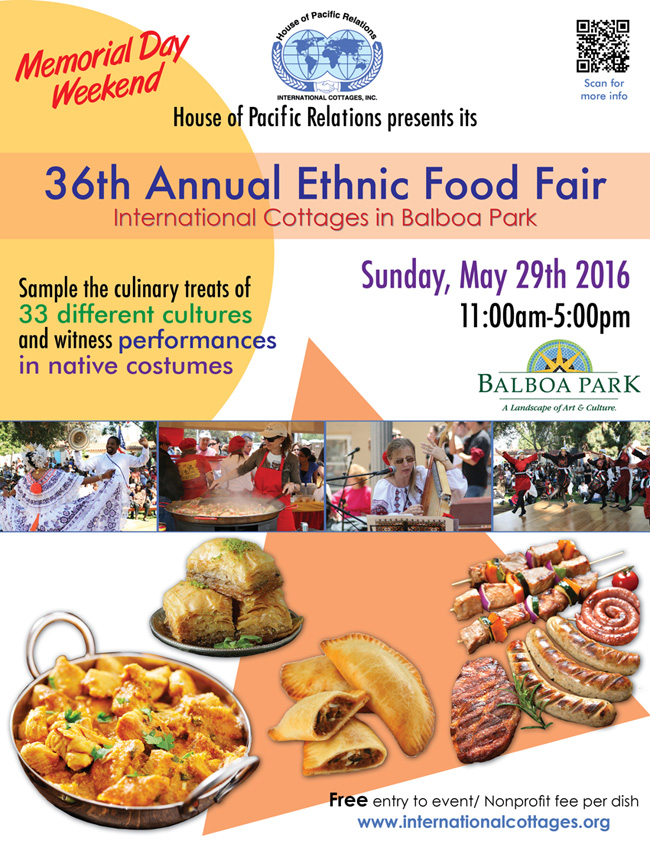 Memorial Day
Weekend
House of Pacific Relations
INTERNATIONAL COTTAGES, INC.
Scan for
more info
House of Pacific Relations presents its
36th Annual Ethnic Food Fair
International Cottages in Balboa Park
Sample the culinary treats of
33 different cultures
and witness performances
in native costumes
Sunday, May 29th 2016
11:00am-5:00pm
BALBOA PARK
A Landscape of Art & Culture.
Free entry to event/ Nonprofit fee per dish
www.internationalcottages.org